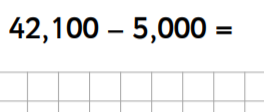 42,100 – 5,000 =